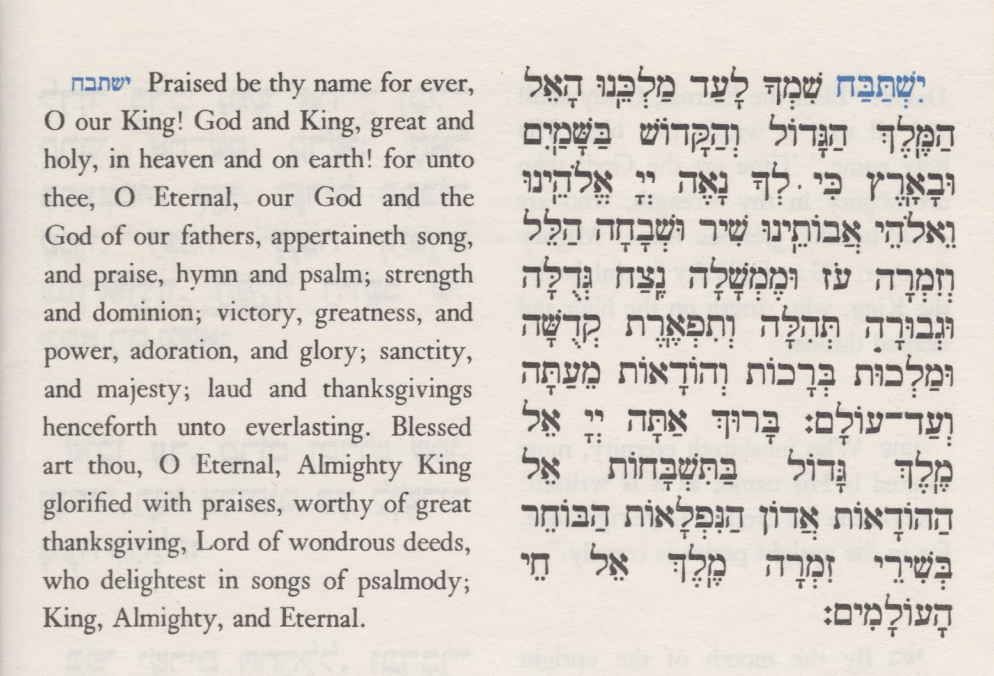 ישתבח Praised be thy name for ever,
O our King! God and King, great and
holy, in heaven and on earth! for unto
thee, O Eternal, our God and the
God of our fathers, appertaineth song,
and praise, hymn and psalm; strength
and dominion; victory, greatness, and
power, adoration, and glory; sanctity,
and majesty; laud and thanksgivings
henceforth unto everlasting. Blessed
art thou, O Eternal, Almighty King
glorified with praises, worthy of great
thanksgiving, Lord of wondrous deeds,
who delightest in songs of psalmody;
King, Almighty, and Eternal.
יִשְׁתַּבַּח שִׁמְךָ לָעַד מַלְכֵּנוּ הָאֵל
הַמֶּלֶךְ הַגָּדוֹל וְהַקָּדוֹשׁ בַּשָּׁמַיִם
וּבָאָרֶץ כִּי לְךָ נָאֶה יְיָ אֱלֹהֵינוּ
וֵאלֹהֵי אֲבוֹתֵינוּ שִׁיר וּשְׁבָחָה הַלֵּל
וְזִמְרָה עֹז וּמֶמְשָׁלָה נֶצַח גְּדֻלָּה
וּגְבוּרָה תְּהִלָּה וְתִפְאֶרֶת קְדֻשָּׁה
וּמַלְכוּת בְּרָכוֹת וְהוֹדָאוֹת מֵעַתָּה
וְעַד־עוֹלָם: בָּרוּךְ אַתָּה יְיָ אֵל
מֶלֶךְ גָּדוֹל בַּתִּשְׁבָּחוֹת אֵל
הַהוֹדָאוֹת אֲדוֹן הַנִּפְלָאוֹת הַבּוֹחֵר
בְּשִׁירֵי זִמְרָה מֶלֶךְ אֵל חֵי
הָעוֹלָמִים: